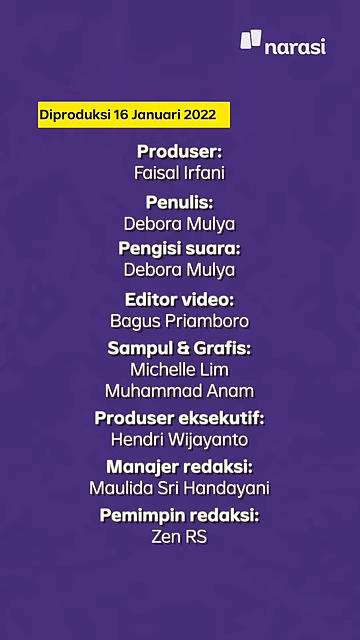 narasi
Diproduksi 16 Januari 2022
Produser:
Faisal Irfani
Penulis:
Debora Mulya
Pengisi suara:
Debora Mulya
Editor video:
Bagus Priamboro
Sampul & Grafis:
Michelle Lim
Muhammad Anam
Produser eksekutif:
Hendri Wijayanto
Manajer redaksi:
Maulida Sri Handayani
Pemimpin redaksi:
Zen RS